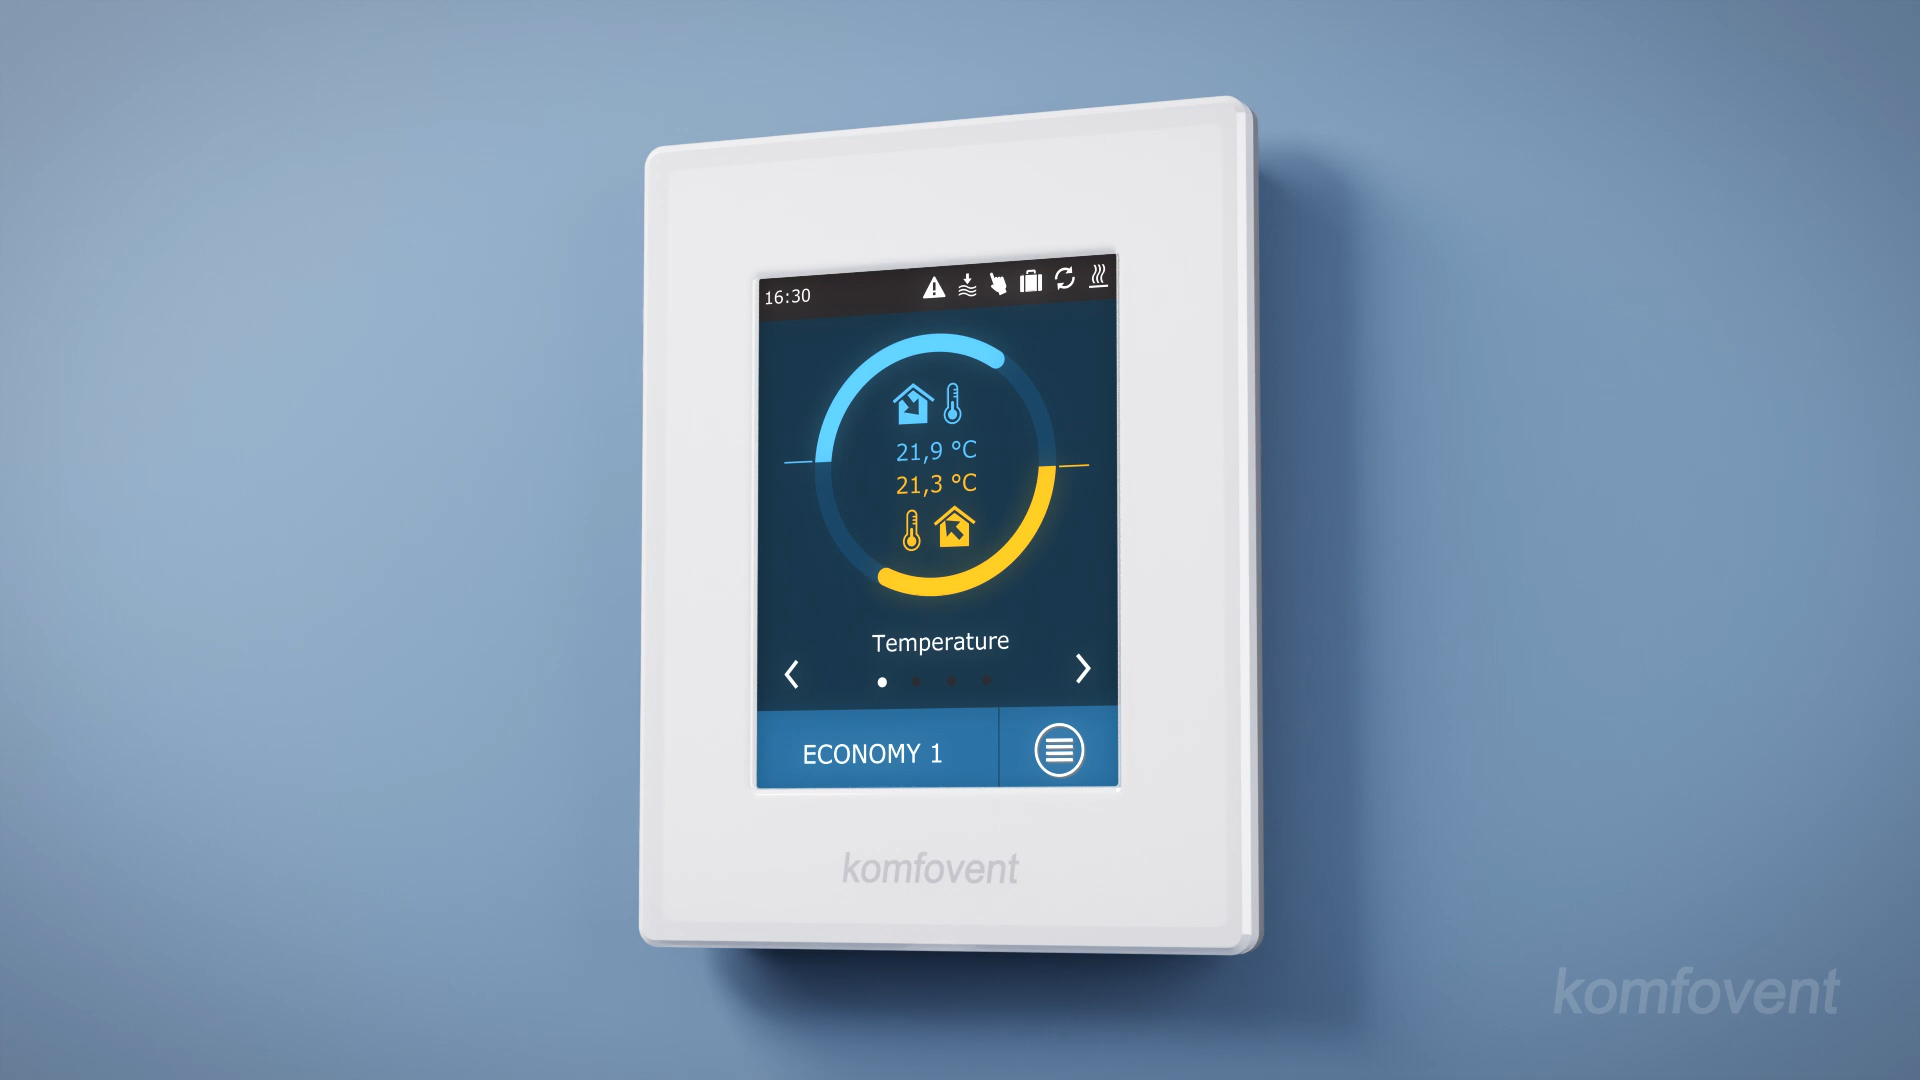 16:30
21,9 °C
21,3 °C
Temperature
ECONOMY 1
komfovent
komfovent